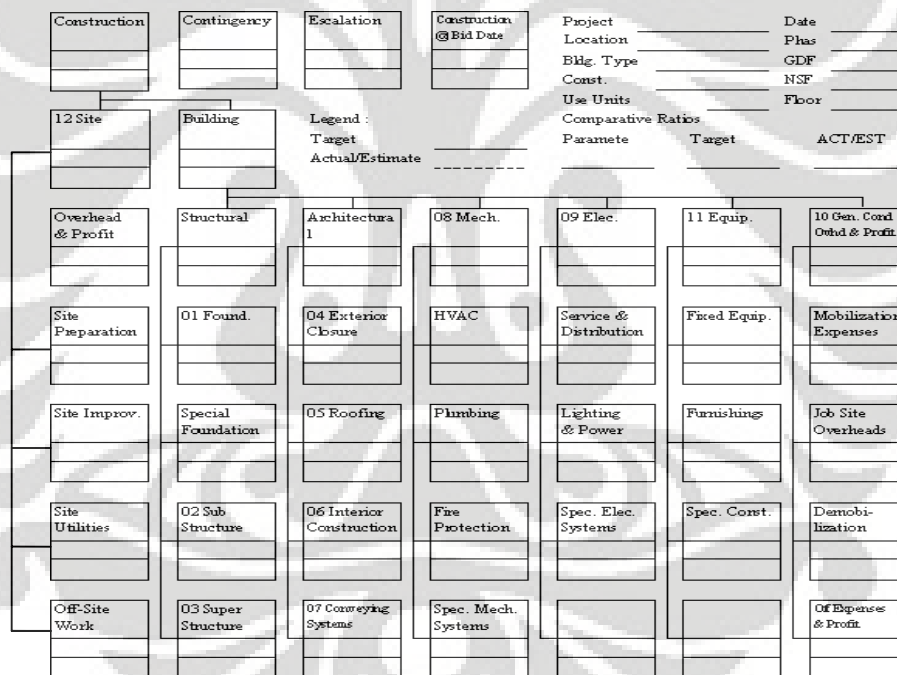 Construction
Contingency
Escalation
Construction
@ Bid Date
Project
Date
Location
Phas
Bldg. Type
GDF
Const.
NSF
Use Units
Floor
Comparative Ratios
Paramete
Target
ACT/EST
12 Site
Building
Legend :
Target
Actual/Estimate
Overhead
& Profit
Structural
Architectura
l
08 Mech.
09 Elec.
11 Equip.
10 Gen. Cond
Ovhd & Profit
Site
Preparation
01 Found.
04 Exterior
Closure
HVAC
Service &
Distribution
Fixed Equip.
Mobilization
Expenses
Site Improv.
Special
Foundation
05 Roofing
Plumbing
Lighting
& Power
Furnishings
Job Site
Overheads
Site
Utilities
02 Sub
Structure
06 Interior
Construction
Fire
Protection
Spec. Elec.
Systems
Spec. Const.
Demobi-
lization
Off-Site
Work
03 Super
Structure
07 Conveying
Systems
Spec. Mech.
Systems
Of Expenses
& Profit